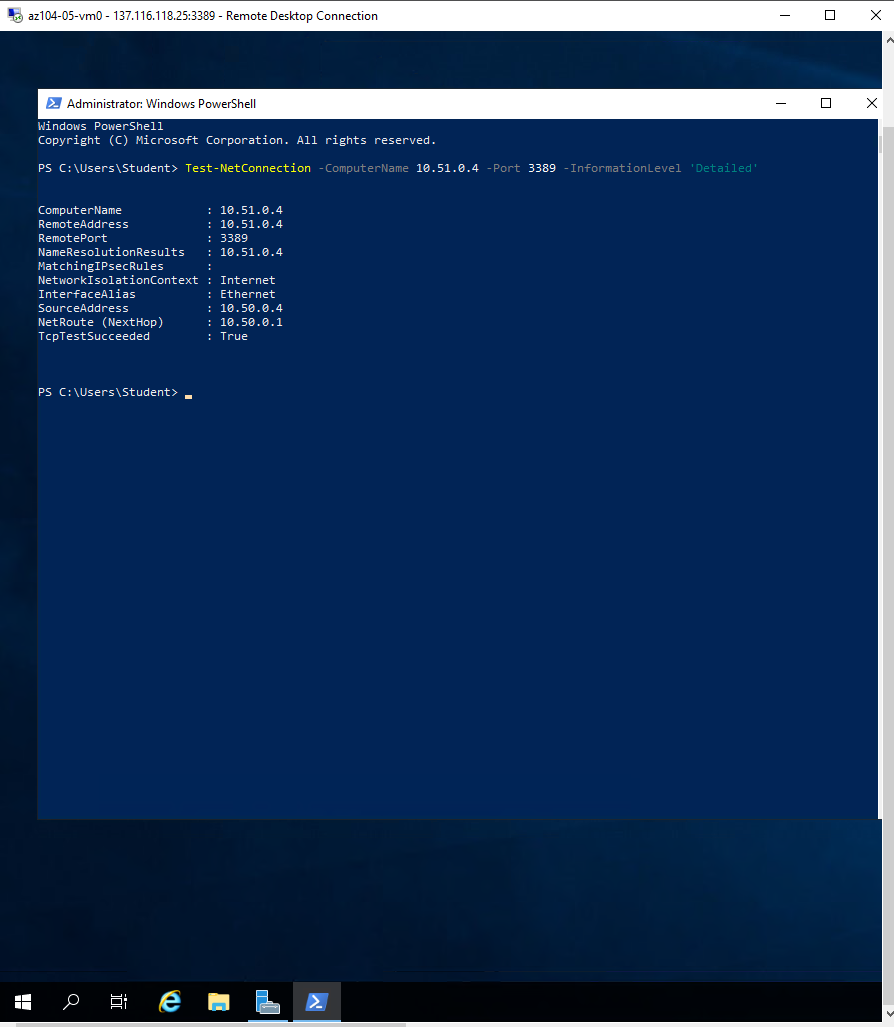 az104-05-vm0 - 137.116.118.25:3389 - Remote Desktop Connection
Administrator: Windows PowerShell
Windows PowerShell
Copyright (C) Microsoft Corporation. All rights reserved.
PS C:\Users\Student> Test-NetConnection -ComputerName 10.51.0.4 -Port 3389 -InformationLevel 'Detailed'
ComputerName            : 10.51.0.4
RemoteAddress           : 10.51.0.4
RemotePort              : 3389
NameResolutionResults   : 10.51.0.4
MatchingIPsecRules      :
NetworkIsolationContext : Internet
InterfaceAlias          : Ethernet
SourceAddress           : 10.50.0.4
NetRoute (NextHop)      : 10.50.0.1
TcpTestSucceeded        : True
PS C:\Users\Student>